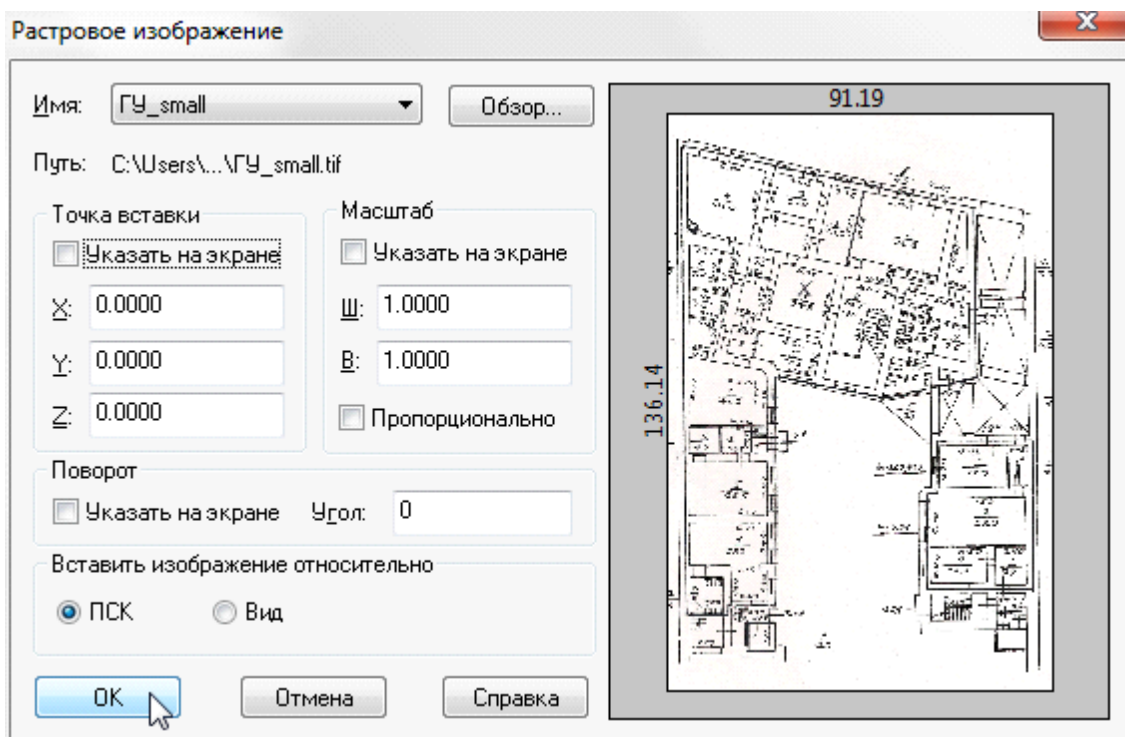 Растровое изображение
Имя: ГУ_small Обзор...
Путь: C:\Users\...\ГУ_small.tif
Точка вставки
Указать на экране
X: 0.0000
Y: 0.0000
Z: 0.0000
Масштаб
Указать на экране
Ш: 1.0000
В: 1.0000
Пропорционально
Поворот
Указать на экране Угол: 0
Вставить изображение относительно
ПСК Вид
OK Отмена Справка
91.19
136.14